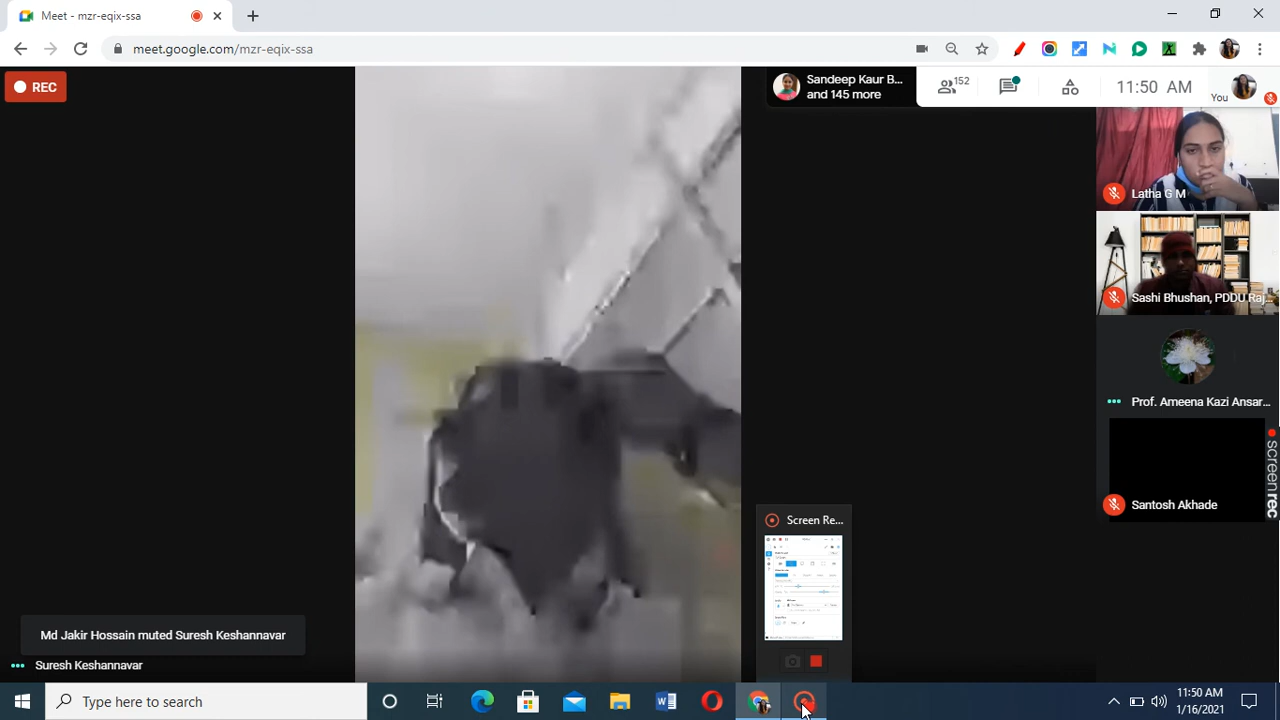 Meet - mzr-eqix-ssa
meet.google.com/mzr-eqix-ssa
REC
Sandeep Kaur B...
and 145 more
152
11:50 AM
You
Latha G M
Sashi Bhushan, PDDU Raj...
Prof. Ameena Kazi Ansar...
Santosh Akhade
screenrec
Screen Re...
Md Jakir Hossain muted Suresh Keshannavar
Suresh Keshannavar
Type here to search
11:50 AM
1/16/2021